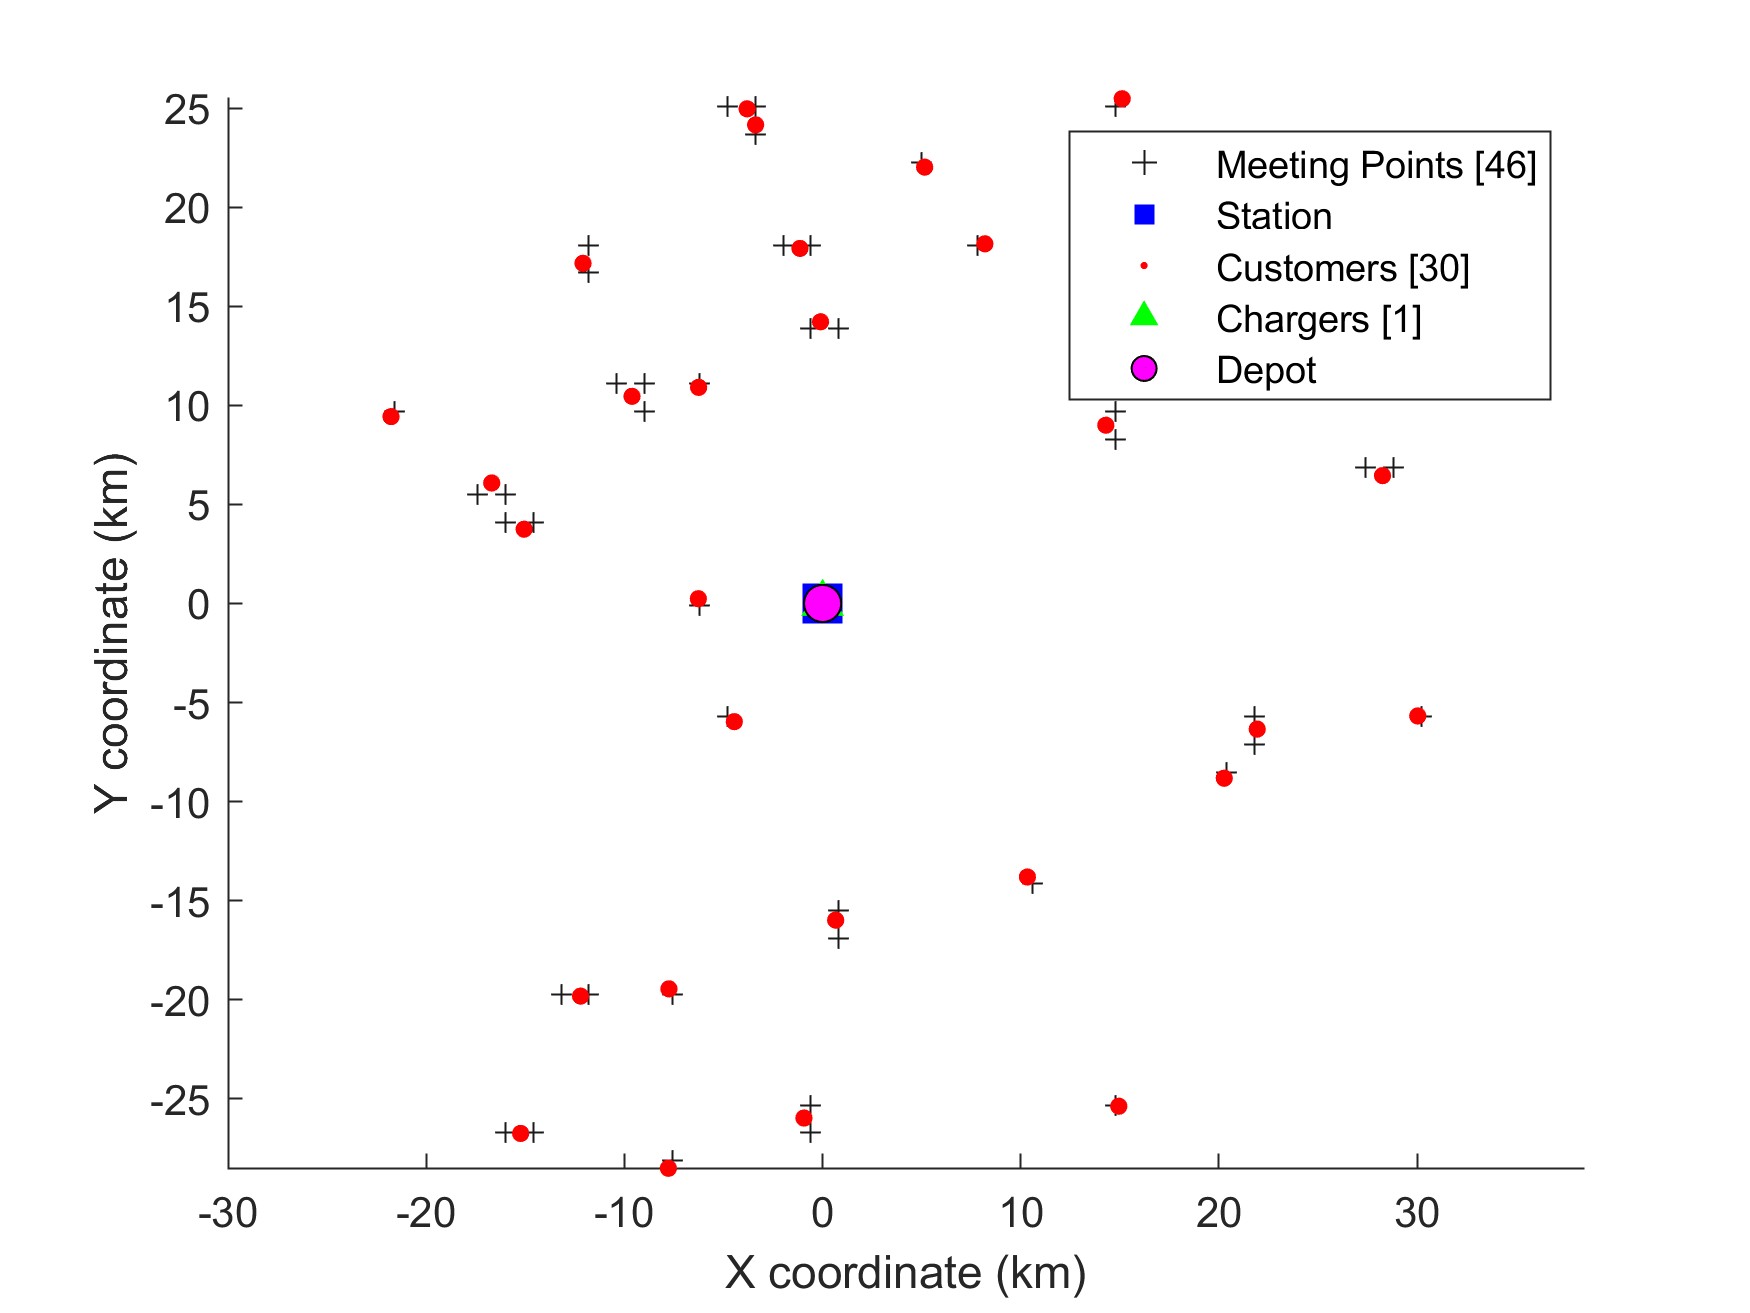 25
20
15
10
5
0
-5
-10
-15
-20
-25
Y coordinate (km)
Meeting Points [46]
Station
Customers [30]
Chargers [1]
Depot
-30 -20 -10 0 10 20 30
X coordinate (km)